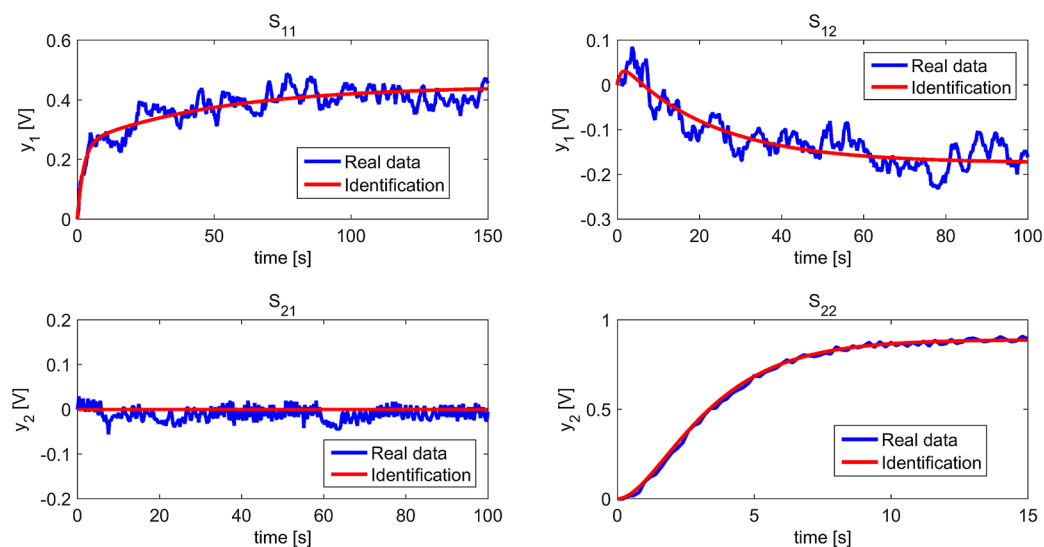 S11
0.6
0.4
0.2
0
y1 [V]
Real data
Identification
0 50 100 150
time [s]
S12
0.1
0
-0.1
-0.2
-0.3
y1 [V]
Real data
Identification
0 20 40 60 80 100
time [s]
S21
0.2
0.1
0
-0.1
-0.2
y2 [V]
Real data
Identification
0 20 40 60 80 100
time [s]
S22
1
0.5
0
y2 [V]
Real data
Identification
0 5 10 15
time [s]